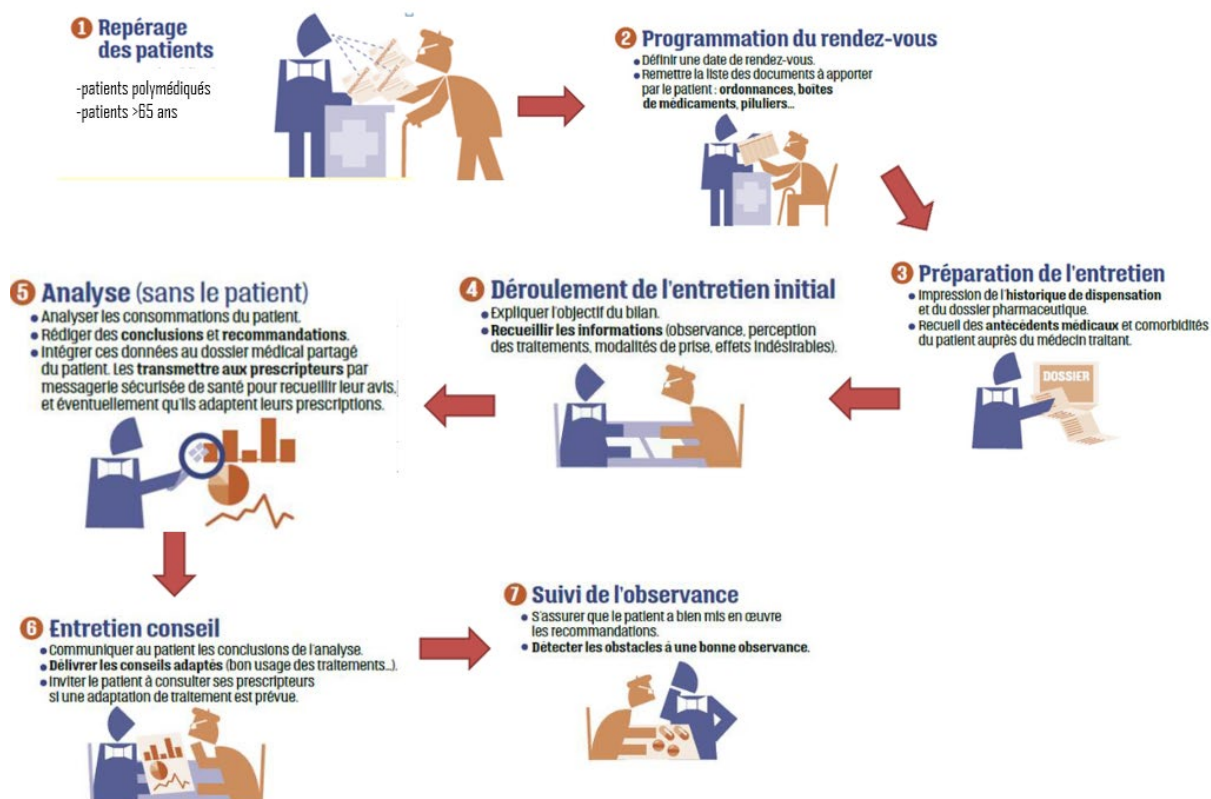 1 Repérage
des patients
-patients polymédiqués
-patients >65 ans
2 Programmation du rendez-vous
• Définir une date de rendez-vous.
• Remettre la liste des documents à apporter
par le patient : ordonnances, boîtes
de médicaments, piluliers...
3 Préparation de l'entretien
• Impression de l'historique de dispensation
et du dossier pharmaceutique.
• Recueil des antécédents médicaux et comorbidités
du patient auprès du médecin traitant.
DOSSIER
4 Déroulement de l'entretien initial
• Expliquer l'objectif du bilan.
• Recueillir les informations (observance, perception
des traitements, modalités de prise, effets indésirables).
5 Analyse (sans le patient)
• Analyser les consommations du patient.
• Rédiger des conclusions et recommandations.
• Intégrer ces données au dossier médical partagé
du patient. Les transmettre aux prescripteurs par
messagerie sécurisée de santé pour recueillir leur avis,
et éventuellement qu'ils adaptent leurs prescriptions.
6 Entretien conseil
• Communiquer au patient les conclusions de l'analyse.
• Délivrer les conseils adaptés (bon usage des traitements...).
• Inviter le patient à consulter ses prescripteurs
si une adaptation de traitement est prévue.
7 Suivi de l'observance
• S'assurer que le patient a bien mis en œuvre
les recommandations.
• Détecter les obstacles à une bonne observance.